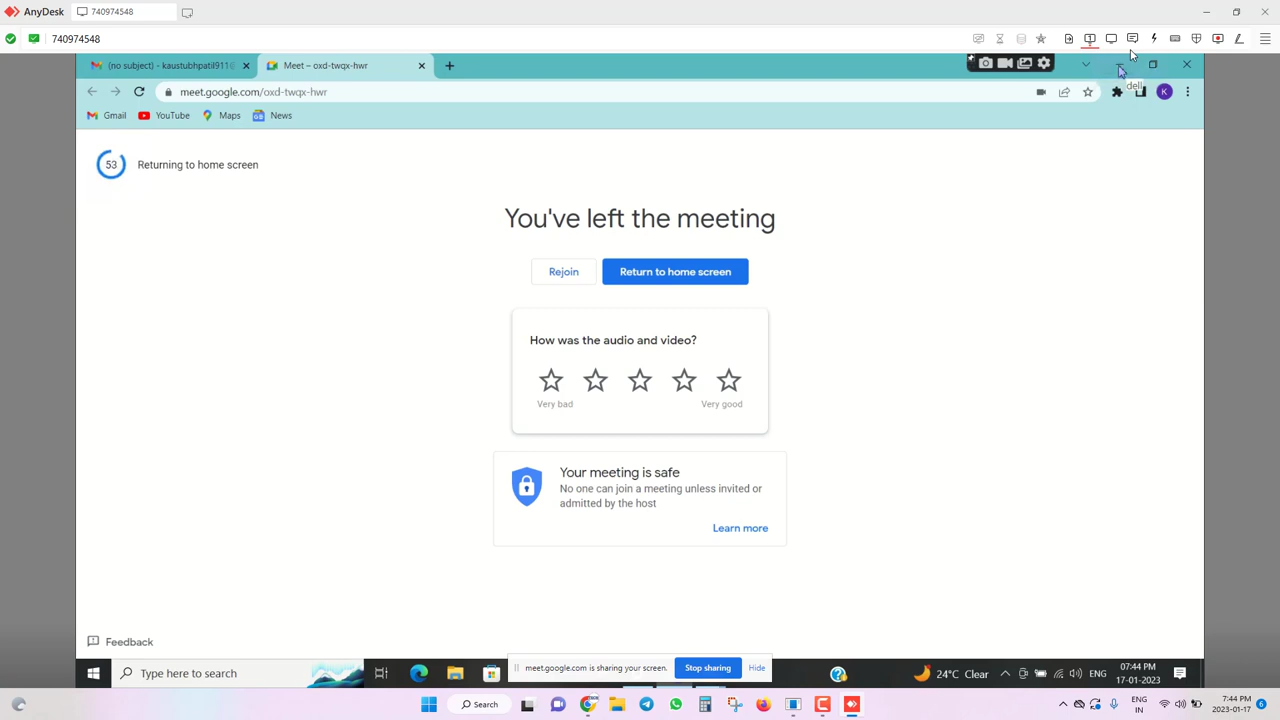 AnyDesk
740974548
740974548
(no subject) - kaustubhpatil911@
Meet – oxd-twqx-hwr
dell
meet.google.com/oxd-twqx-hwr
K
Gmail
YouTube
Maps
News
53
Returning to home screen
You've left the meeting
Rejoin
Return to home screen
How was the audio and video?
Very bad
Very good
Your meeting is safe
No one can join a meeting unless invited or
admitted by the host
Learn more
Feedback
meet.google.com is sharing your screen.
Stop sharing
Hide
Type here to search
24°C Clear
ENG
07:44 PM
17-01-2023
Search
ENG
IN
7:44 PM
2023-01-17